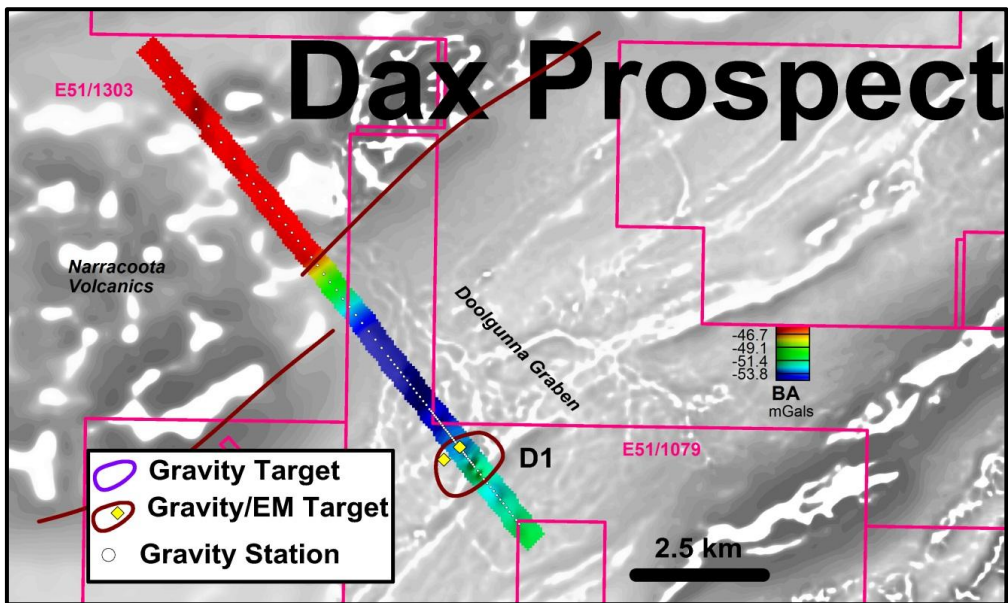 Dax Prospect
E51/1303
Narracoota
Volcanics
Doolgunna Graben
-46.7
-49.1
-51.4
-53.8
BA
mGals
D1
E51/1079
Gravity Target
Gravity/EM Target
Gravity Station
2.5 km